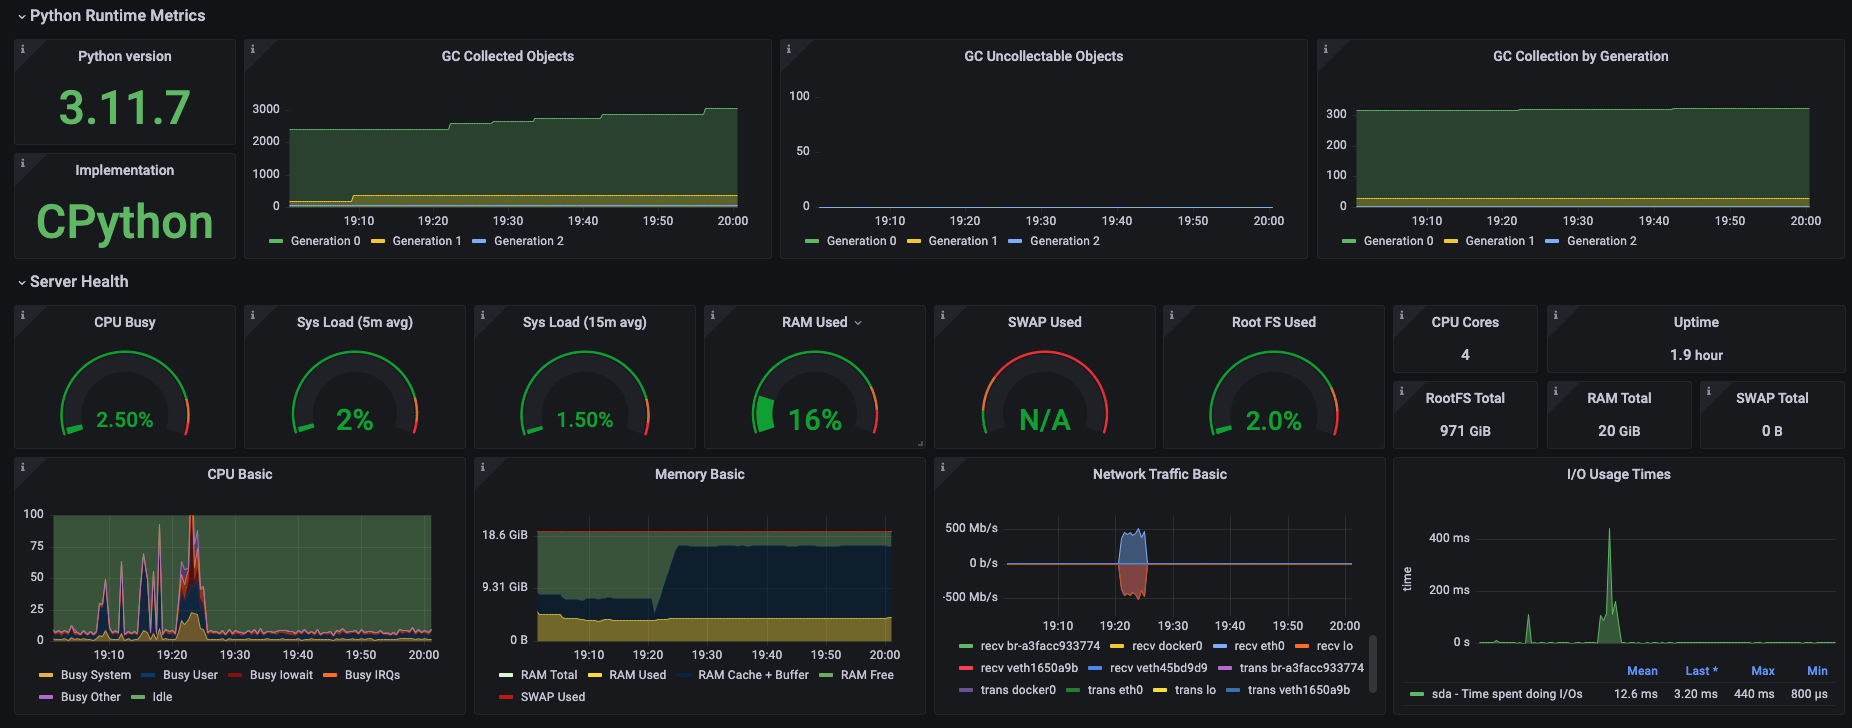 Python Runtime Metrics
Python version
3.11.7
Implementation
CPython
GC Collected Objects
3000
2000
1000
0
19:10 19:20 19:30 19:40 19:50 20:00
Generation 0 Generation 1 Generation 2
GC Uncollectable Objects
100
50
0
19:10 19:20 19:30 19:40 19:50 20:00
Generation 0 Generation 1 Generation 2
GC Collection by Generation
300
200
100
0
19:10 19:20 19:30 19:40 19:50 20:00
Generation 0 Generation 1 Generation 2
Server Health
CPU Busy
2.50%
Sys Load (5m avg)
2%
Sys Load (15m avg)
1.50%
RAM Used
16%
SWAP Used
N/A
Root FS Used
2.0%
CPU Cores
4
Uptime
1.9 hour
RootFS Total
971 GiB
RAM Total
20 GiB
SWAP Total
0 B
CPU Basic
100
75
50
25
0
19:10 19:20 19:30 19:40 19:50 20:00
Busy System Busy User Busy Iowait Busy IRQs
Busy Other Idle
Memory Basic
18.6 GiB
9.31 GiB
0 B
19:10 19:20 19:30 19:40 19:50 20:00
RAM Total RAM Used RAM Cache + Buffer RAM Free
SWAP Used
Network Traffic Basic
500 Mb/s
0 b/s
-500 Mb/s
19:10 19:20 19:30 19:40 19:50 20:00
recv br-a3facc933774 recv docker0 recv eth0 recv lo
recv veth1650a9b recv veth45bd9d9 trans br-a3facc933774
trans docker0 trans eth0 trans lo trans veth1650a9b
I/O Usage Times
time
400 ms
200 ms
0 s
19:10 19:20 19:30 19:40 19:50 20:00
Mean Last * Max Min
sda - Time spent doing I/Os 12.6 ms 3.20 ms 440 ms 800 µs